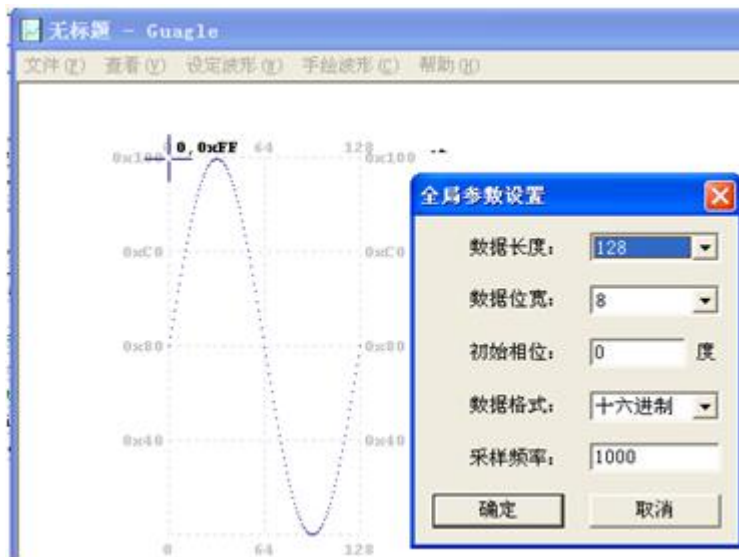 无标题 - Guagle
文件(F) 查看(V) 设定波形(W) 手绘波形(C) 帮助(H)
0,0xFF 64 128
0x100 0x100
全局参数设置
数据长度: 128
0xC0 0xC0
数据位宽: 8
初始相位: 0 度
0x80 0x80
数据格式: 十六进制
0x40 0x40
采样频率: 1000
确定 取消
0 64 128